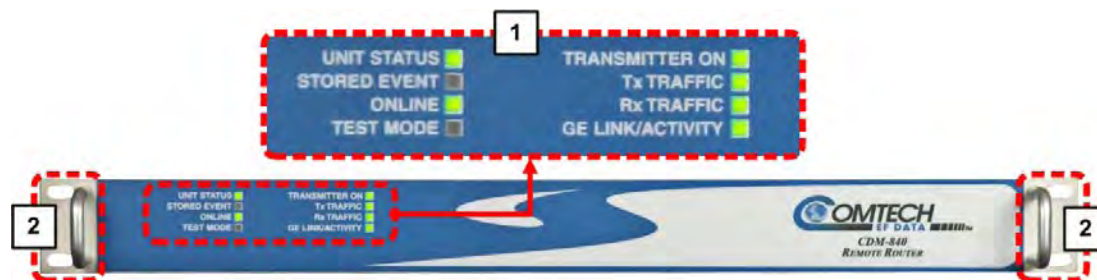 1
UNIT STATUS
STORED EVENT
ONLINE
TEST MODE
TRANSMITTER ON
Tx TRAFFIC
Rx TRAFFIC
GE LINK/ACTIVITY
2
UNIT STATUS
STORED EVENT
ONLINE
TEST MODE
TRANSMITTER ON
Tx TRAFFIC
Rx TRAFFIC
GE LINK/ACTIVITY
COMTECH
EF DATA
CDM-840
REMOTE ROUTER
2